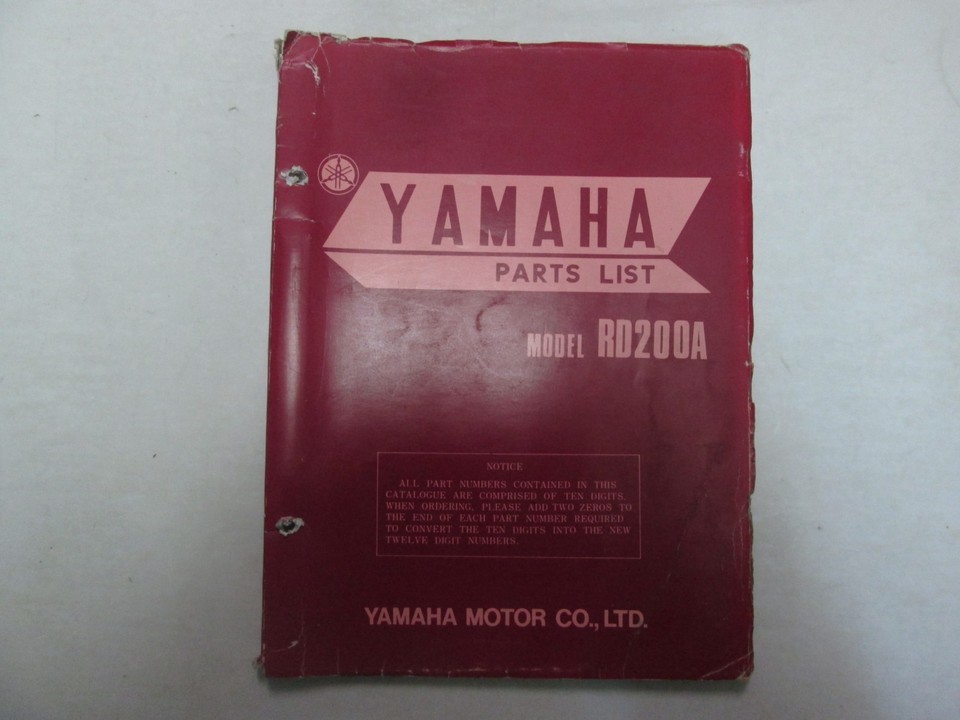 YAMAHA
PARTS LIST
MODEL RD200A
NOTICE
ALL PART NUMBERS CONTAINED IN THIS
CATALOGUE ARE COMPRISED OF TEN DIGITS.
WHEN ORDERING, PLEASE ADD TWO ZEROS TO
THE END OF EACH PART NUMBER REQUIRED
TO CONVERT THE TEN DIGITS INTO THE NEW
TWELVE DIGIT NUMBERS.
YAMAHA MOTOR CO., LTD.